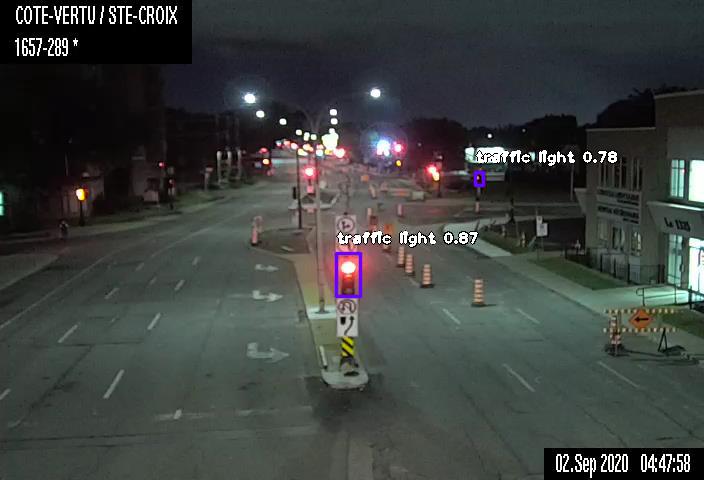 COTE-VERTU / STE-CROIX
1657-289 *
traffic light 0.78
traffic light 0.87
02.Sep 2020 04:47:58